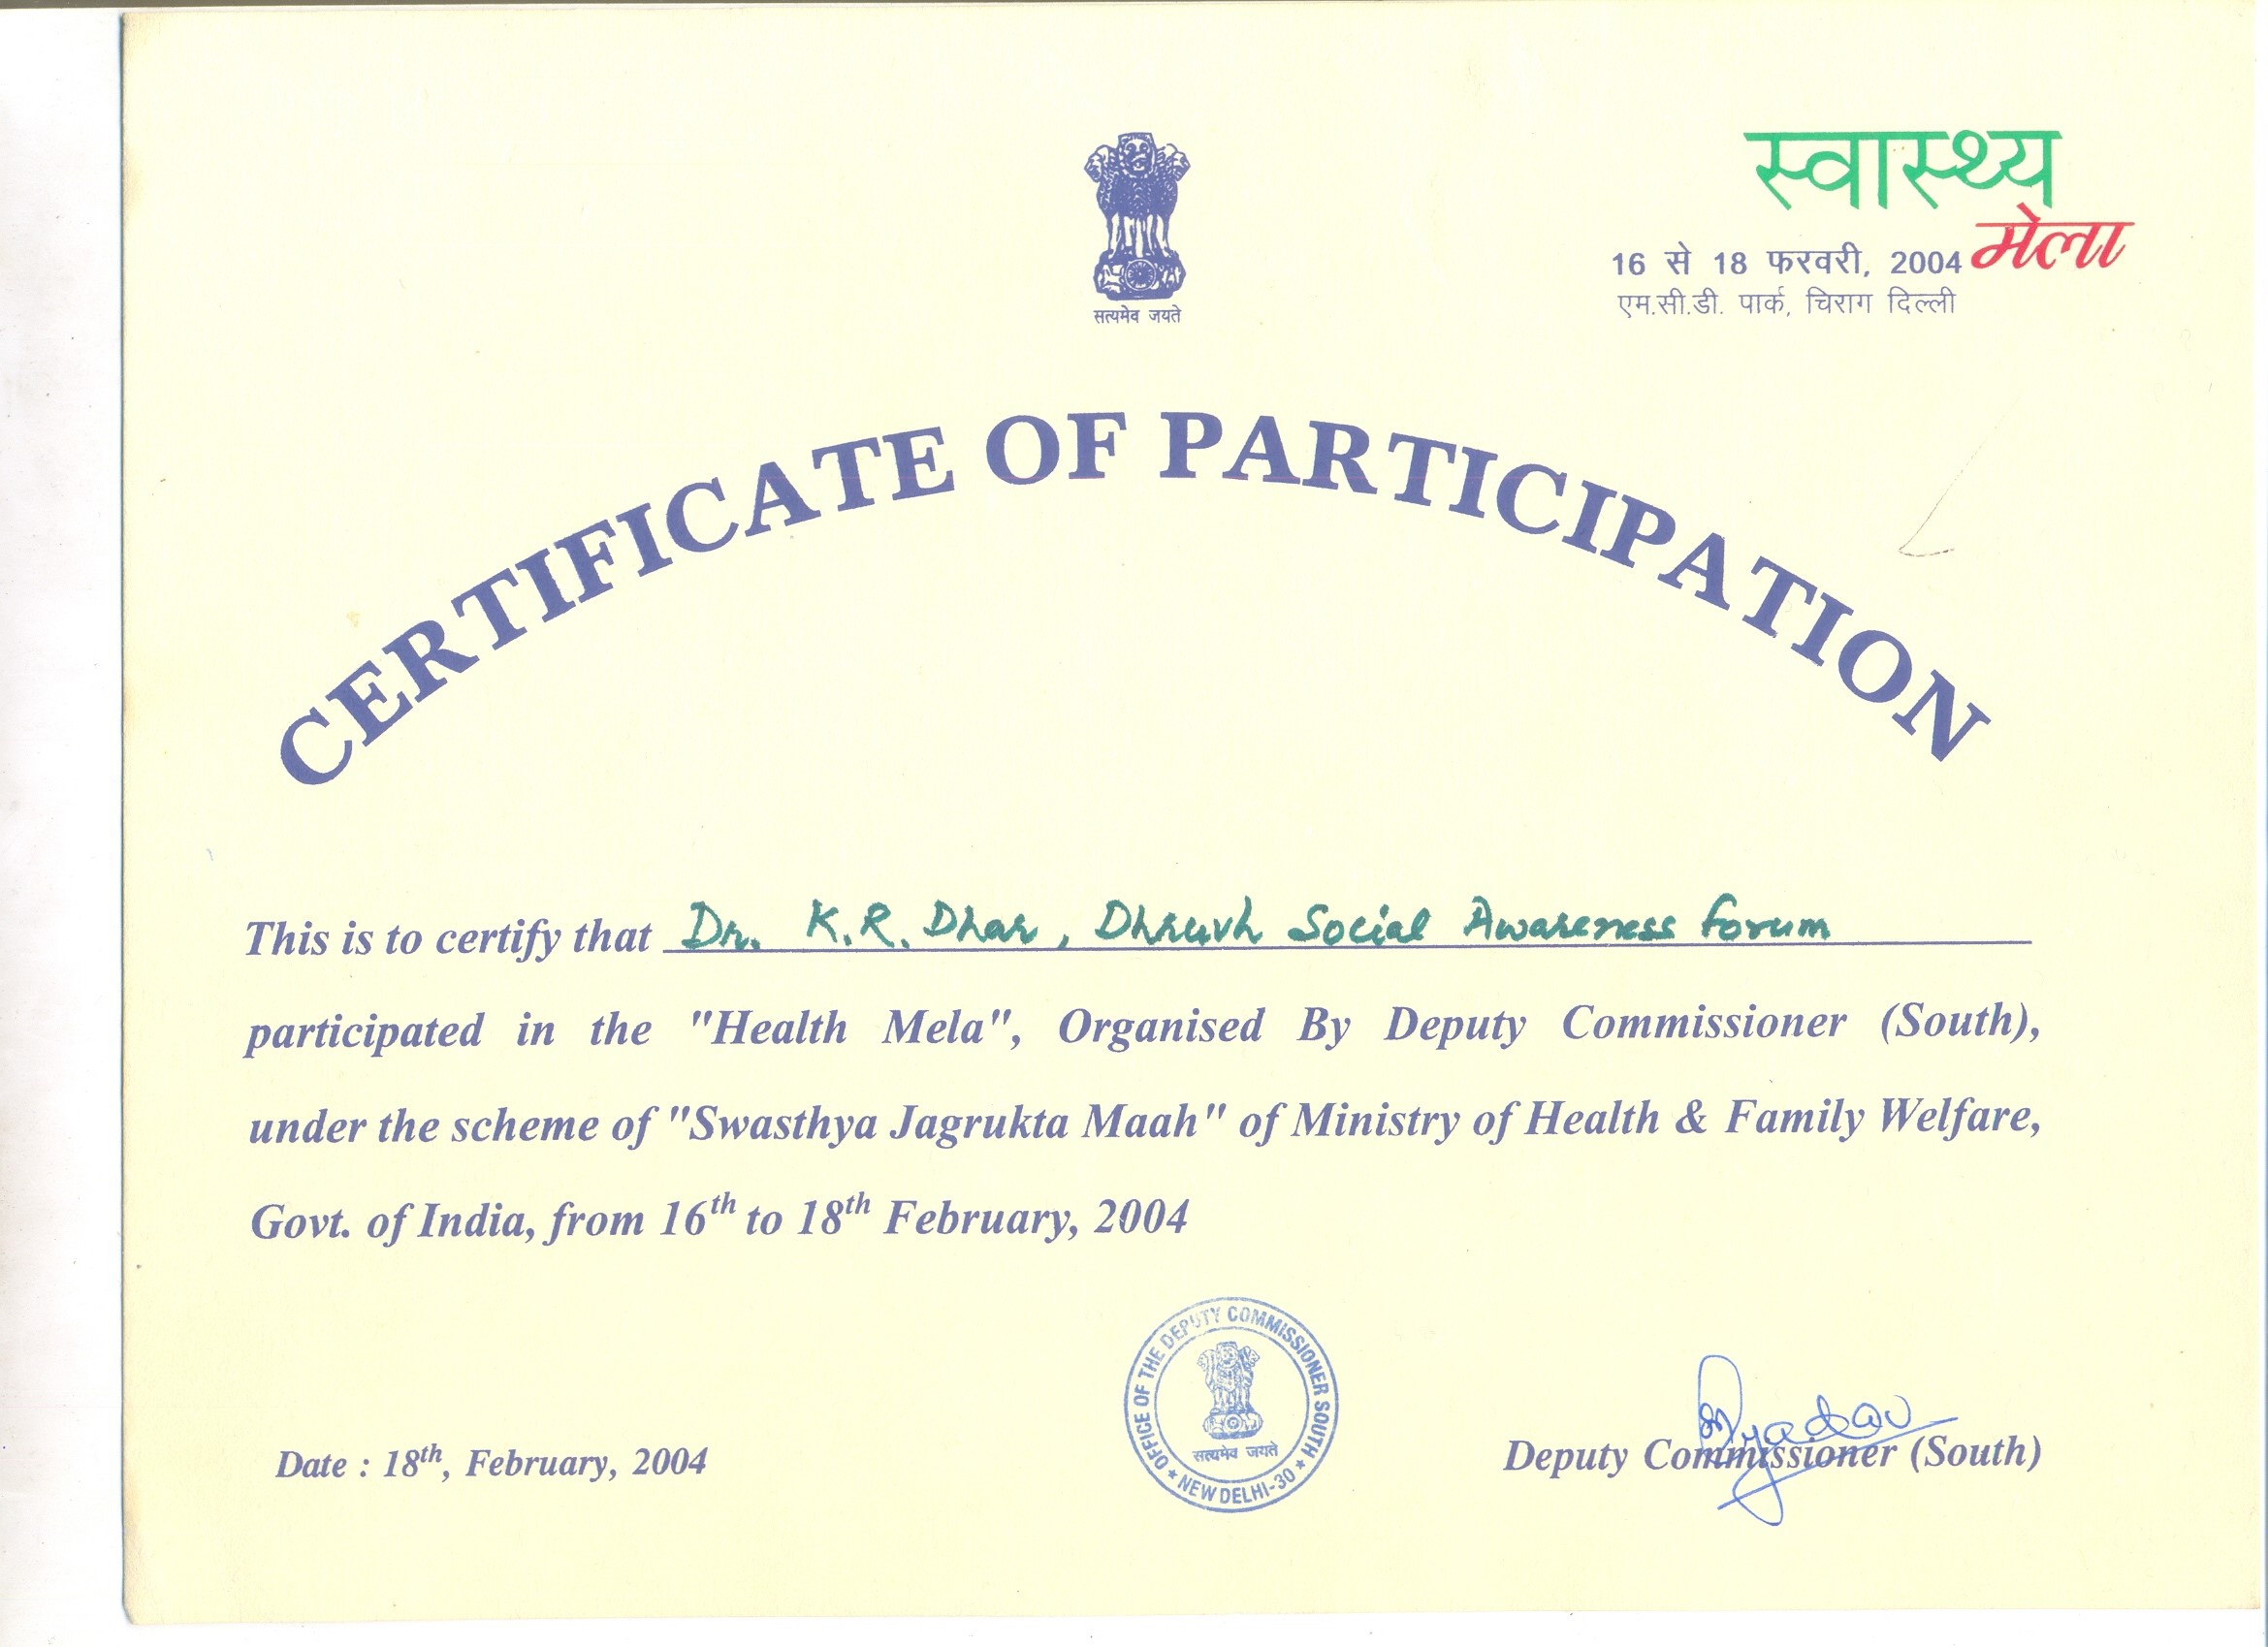 सत्यमेव जयते
स्वास्थ्य
मेला
16 से 18 फरवरी, 2004
एम.सी.डी. पार्क, चिराग दिल्ली
CERTIFICATE OF PARTICIPATION
This is to certify that Dr. K.R. Dhar, Dhruvh Social Awareness forum
participated in the "Health Mela", Organised By Deputy Commissioner (South),
under the scheme of "Swasthya Jagrukta Maah" of Ministry of Health & Family Welfare,
Govt. of India, from 16th to 18th February, 2004
OFFICE OF THE DEPUTY COMMISSIONER SOUTH ★ NEW DELHI-30 ★
सत्यमेव जयते
Date : 18th, February, 2004
Deputy Commissioner (South)